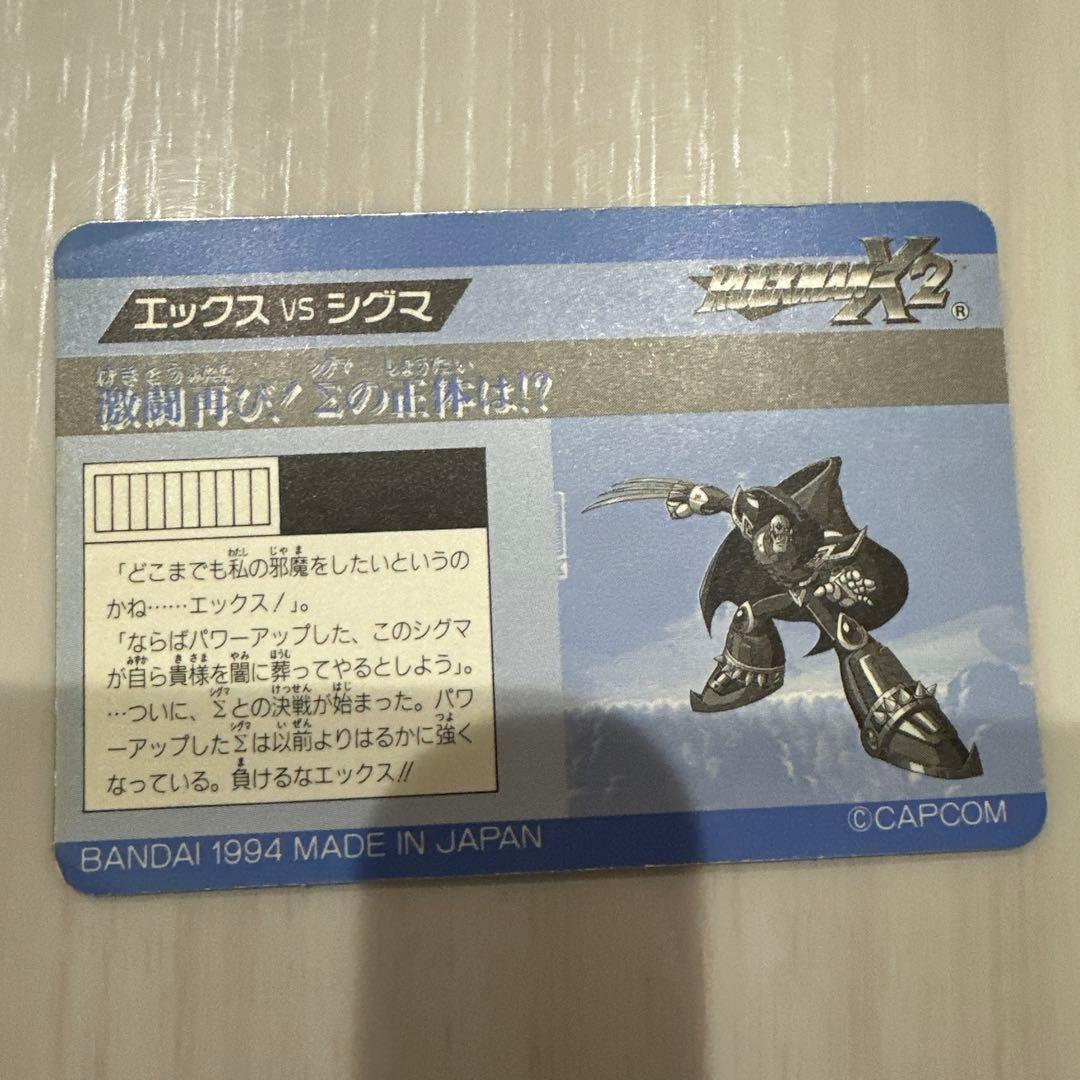 エックス VS シグマ
ROCKMAN X2 ®
激闘再び! Σの正体は!?
「どこまでも私の邪魔をしたいというの
かね……エックス!」。
「ならばパワーアップした、このシグマ
が自ら貴様を闇に葬ってやるとしよう」。
…ついに、Σとの決戦が始まった。パワ
ーアップしたΣは以前よりはるかに強く
なっている。負けるなエックス!!
©CAPCOM
BANDAI 1994 MADE IN JAPAN